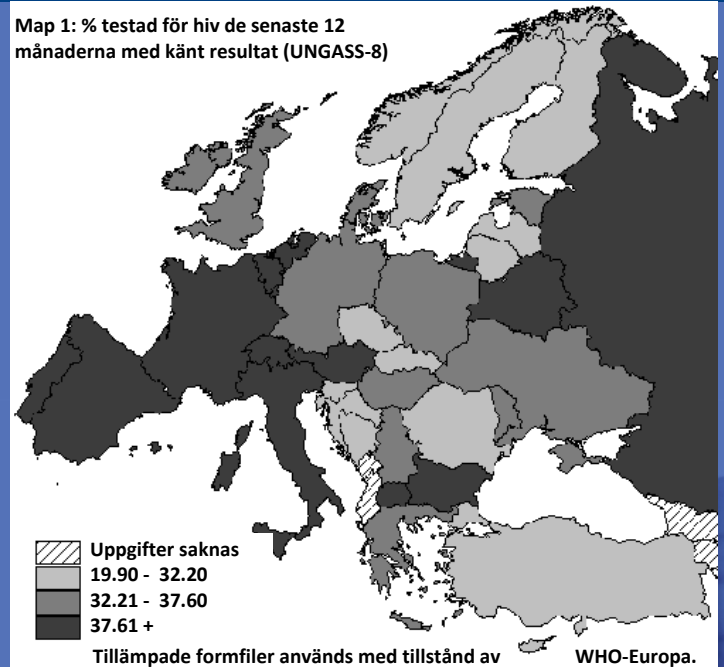 Map 1: % testad för hiv de senaste 12
månaderna med känt resultat (UNGASS-8)
Uppgifter saknas
19.90 - 32.20
32.21 - 37.60
37.61 +
Tillämpade formfiler används med tillstånd av WHO-Europa.